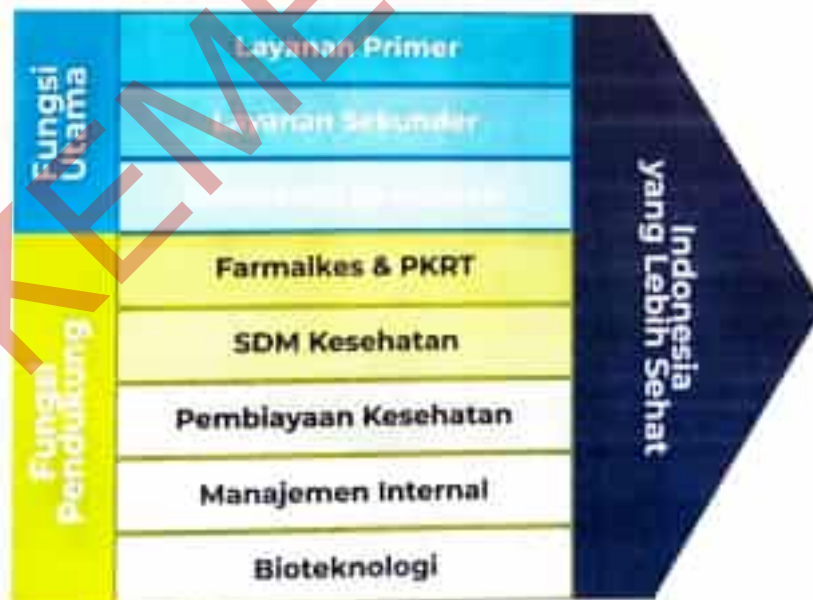 Fungsi
Utama
Layanan Primer
Layanan Sekunder
Fungsi
Pendukung
Farmalkes & PKRT
SDM Kesehatan
Pembiayaan Kesehatan
Manajemen Internal
Bioteknologi
Indonesia
yang Lebih Sehat